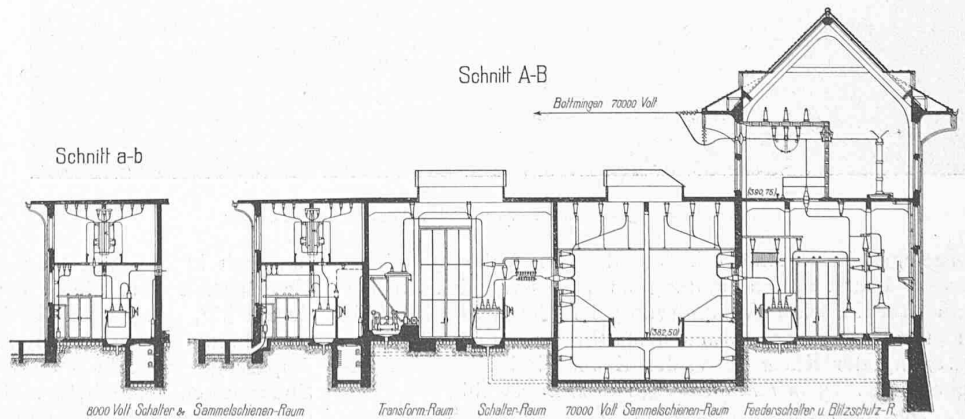 Schnitt A-B
Bottmingen 70000 Volt
Schnitt a-b
(390,75)
(382,50)
8000 Volt Schalter & Sammelschienen-Raum
Transform-Raum
Schalter-Raum
70000 Volt Sammelschienen-Raum
Feederschalter u. Blitzschutz-R.